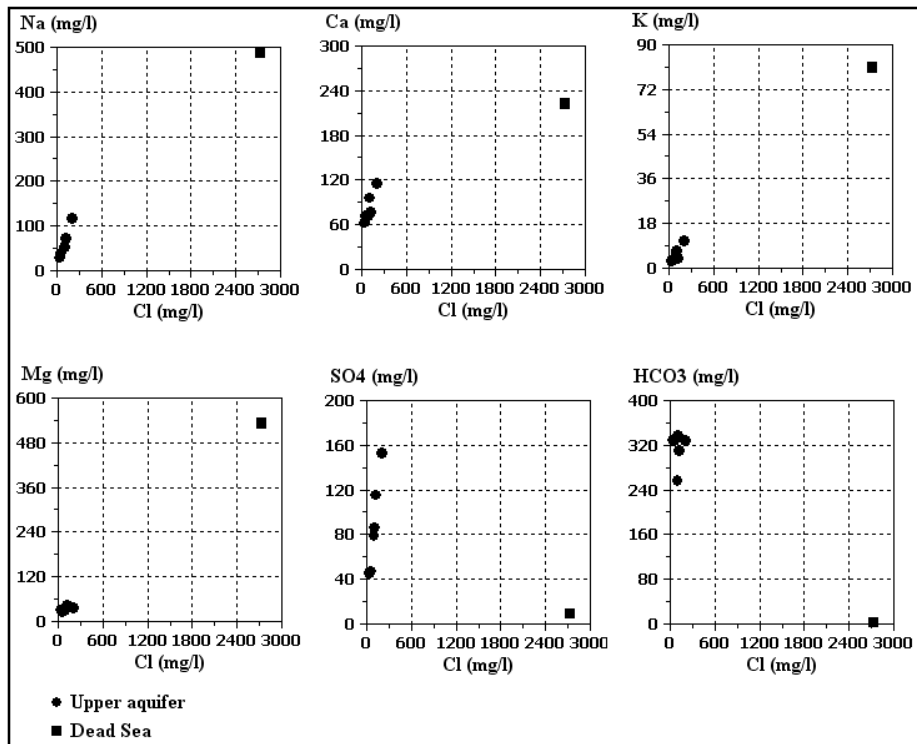 Na (mg/l)
500
400
300
200
100
0
0 600 1200 1800 2400 3000
Cl (mg/l)
Ca (mg/l)
300
240
180
120
60
0
0 600 1200 1800 2400 3000
Cl (mg/l)
K (mg/l)
90
72
54
36
18
0
0 600 1200 1800 2400 3000
Cl (mg/l)
Mg (mg/l)
600
480
360
240
120
0
0 600 1200 1800 2400 3000
Cl (mg/l)
SO4 (mg/l)
200
160
120
80
40
0
0 600 1200 1800 2400 3000
Cl (mg/l)
HCO3 (mg/l)
400
320
240
160
80
0
0 600 1200 1800 2400 3000
Cl (mg/l)
Upper aquifer
Dead Sea